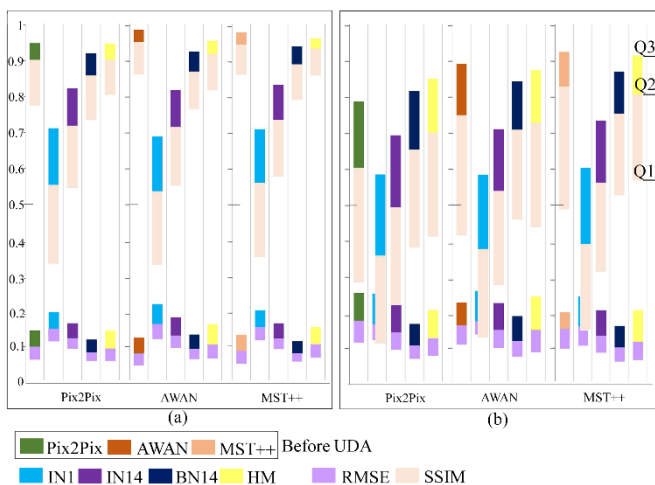 1
0.9
0.8
0.7
0.6
0.5
0.4
0.3
0.2
0.1
0
Q3
Q2
Q1
Pix2Pix AWAN MST++
Pix2Pix AWAN MST++
(a) (b)
Pix2Pix AWAN MST++ Before UDA
IN1 IN14 BN14 HM RMSE SSIM